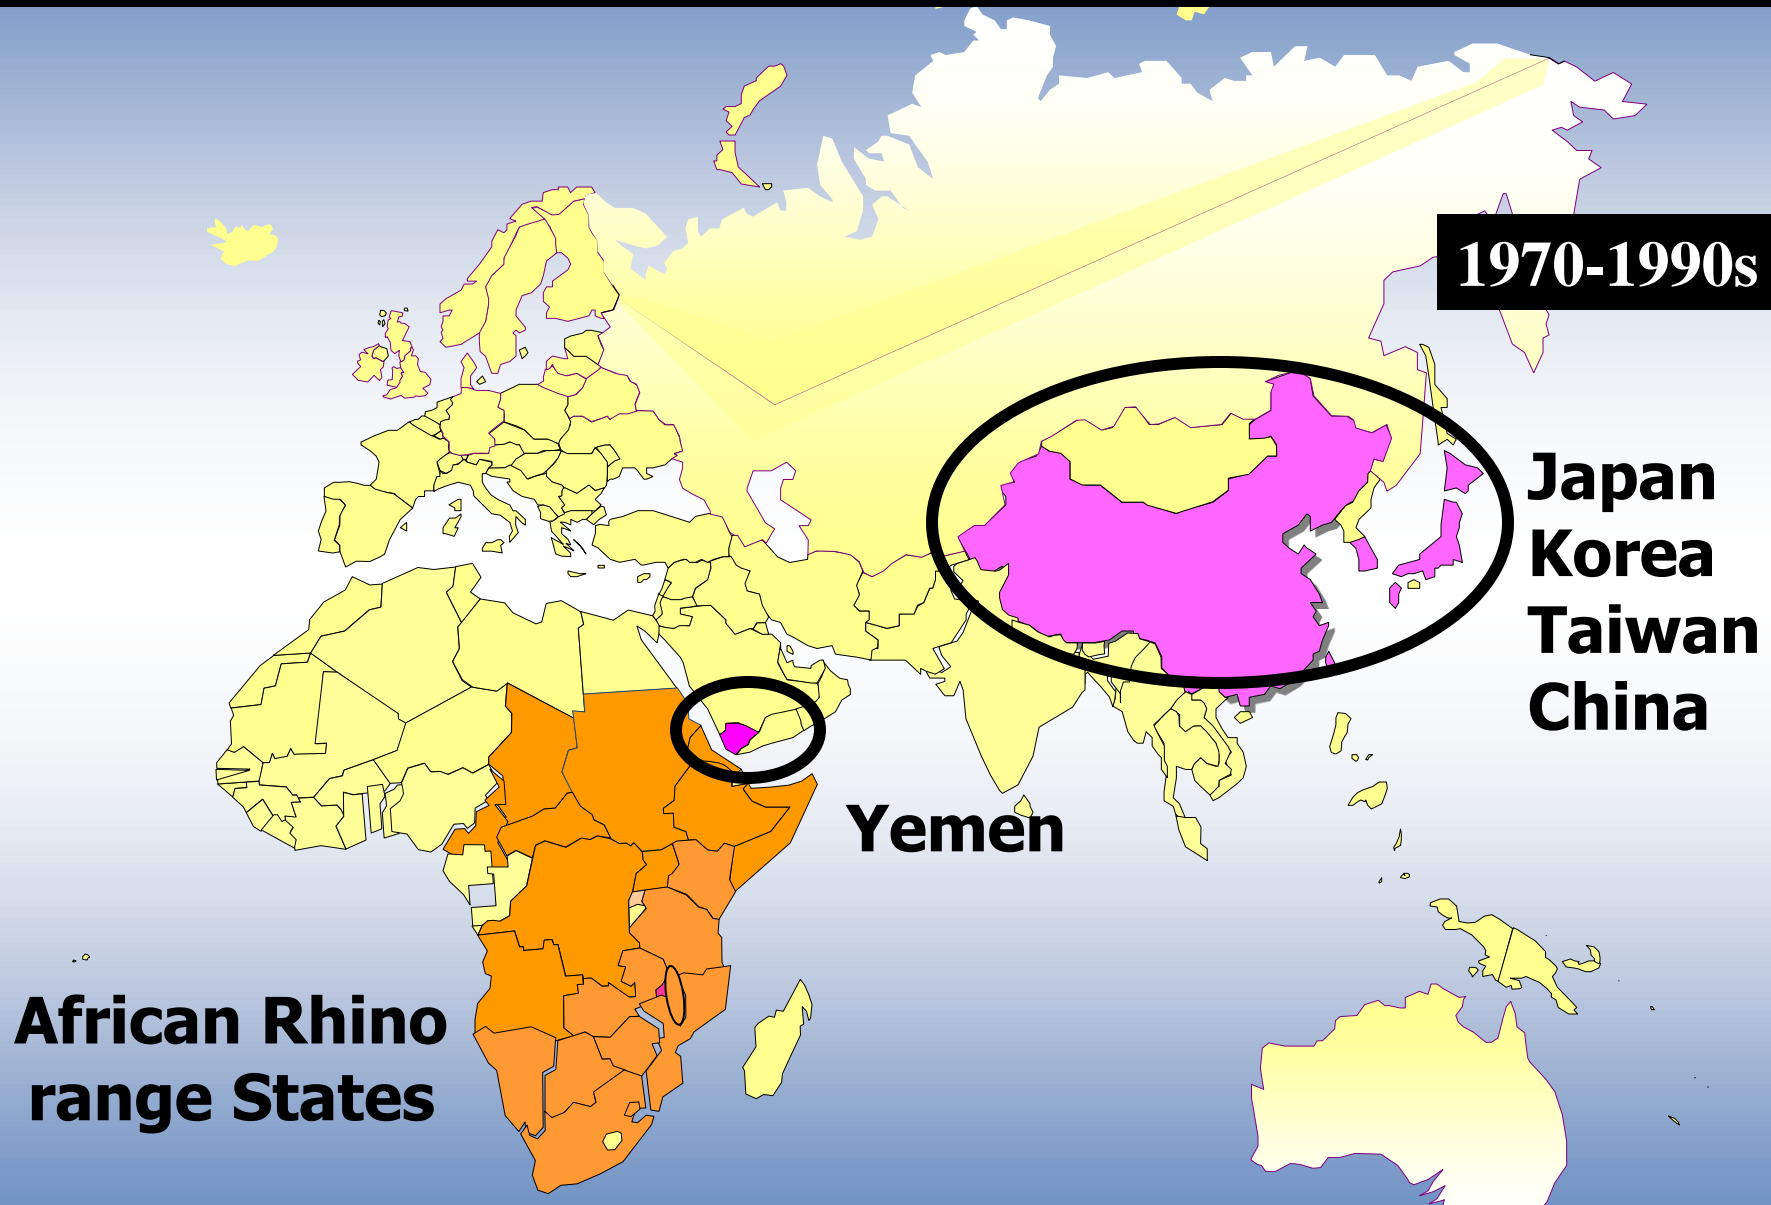 1970-1990s
Japan
Korea
Taiwan
China
Yemen
African Rhino
range States